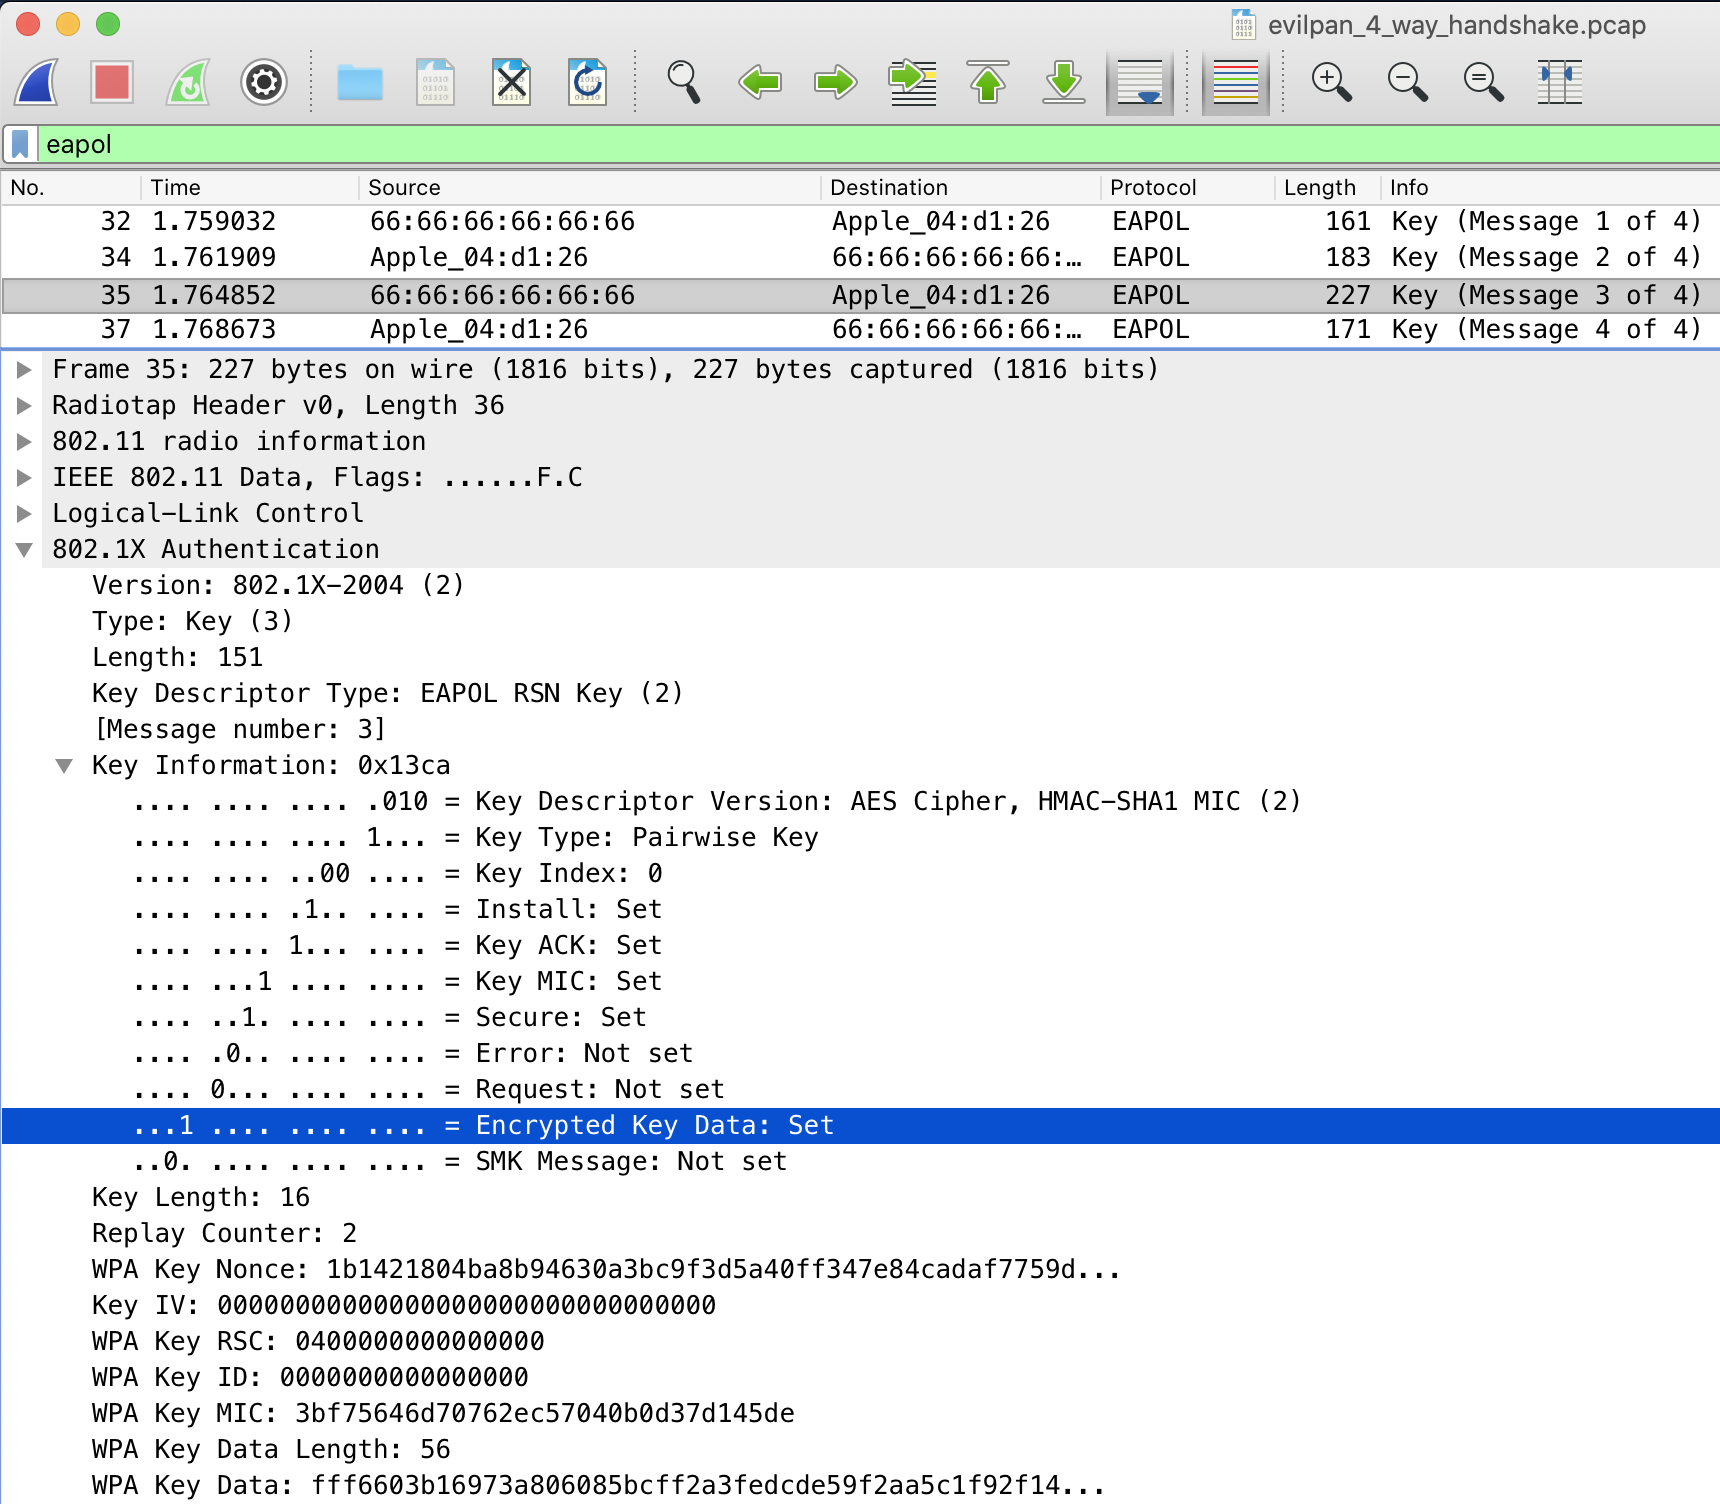 evilpan_4_way_handshake.pcap
eapol
No. Time Source Destination Protocol Length Info
32 1.759032 66:66:66:66:66:66 Apple_04:d1:26 EAPOL 161 Key (Message 1 of 4)
34 1.761909 Apple_04:d1:26 66:66:66:66:66:… EAPOL 183 Key (Message 2 of 4)
35 1.764852 66:66:66:66:66:66 Apple_04:d1:26 EAPOL 227 Key (Message 3 of 4)
37 1.768673 Apple_04:d1:26 66:66:66:66:66:… EAPOL 171 Key (Message 4 of 4)
Frame 35: 227 bytes on wire (1816 bits), 227 bytes captured (1816 bits)
Radiotap Header v0, Length 36
802.11 radio information
IEEE 802.11 Data, Flags: ......F.C
Logical-Link Control
802.1X Authentication
Version: 802.1X-2004 (2)
Type: Key (3)
Length: 151
Key Descriptor Type: EAPOL RSN Key (2)
[Message number: 3]
Key Information: 0x13ca
.... .... .... .010 = Key Descriptor Version: AES Cipher, HMAC-SHA1 MIC (2)
.... .... .... 1... = Key Type: Pairwise Key
.... .... ..00 .... = Key Index: 0
.... .... .1.. .... = Install: Set
.... .... 1... .... = Key ACK: Set
.... ...1 .... .... = Key MIC: Set
.... ..1. .... .... = Secure: Set
.... .0.. .... .... = Error: Not set
.... 0... .... .... = Request: Not set
...1 .... .... .... = Encrypted Key Data: Set
..0. .... .... .... = SMK Message: Not set
Key Length: 16
Replay Counter: 2
WPA Key Nonce: 1b1421804ba8b94630a3bc9f3d5a40ff347e84cadaf7759d...
Key IV: 00000000000000000000000000000000
WPA Key RSC: 0400000000000000
WPA Key ID: 0000000000000000
WPA Key MIC: 3bf75646d70762ec57040b0d37d145de
WPA Key Data Length: 56
WPA Key Data: fff6603b16973a806085bcff2a3fedcde59f2aa5c1f92f14...